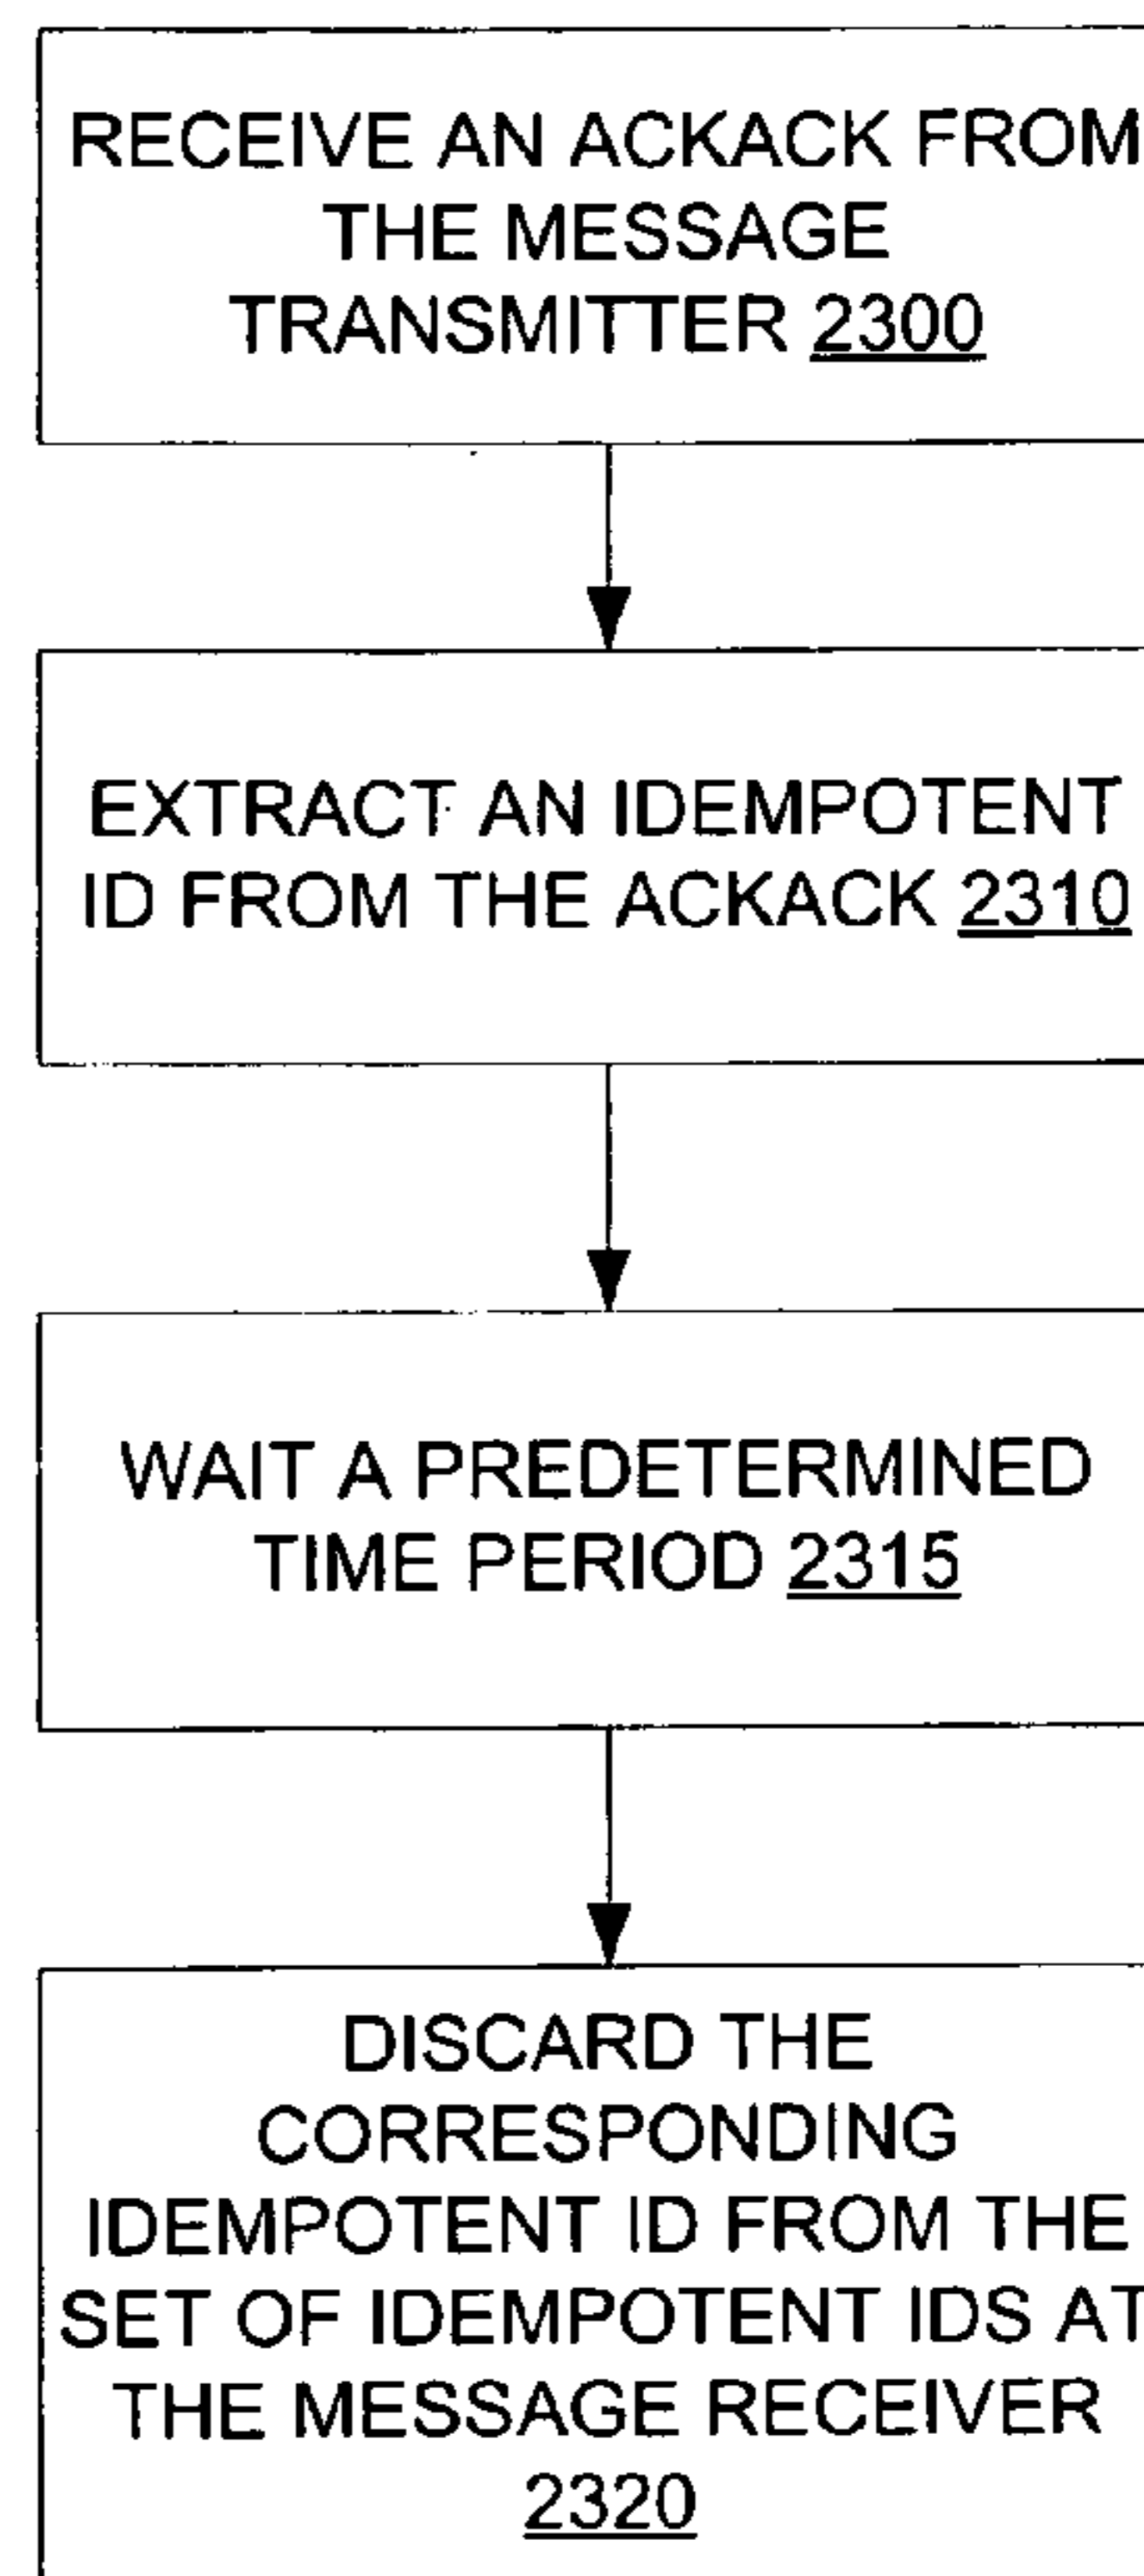 RECEIVE AN ACKACK FROM
THE MESSAGE
TRANSMITTER 2300
EXTRACT AN IDEMPOTENT
ID FROM THE ACKACK 2310
WAIT A PREDETERMINED
TIME PERIOD 2315
DISCARD THE
CORRESPONDING
IDEMPOTENT ID FROM THE
SET OF IDEMPOTENT IDS AT
THE MESSAGE RECEIVER
2320